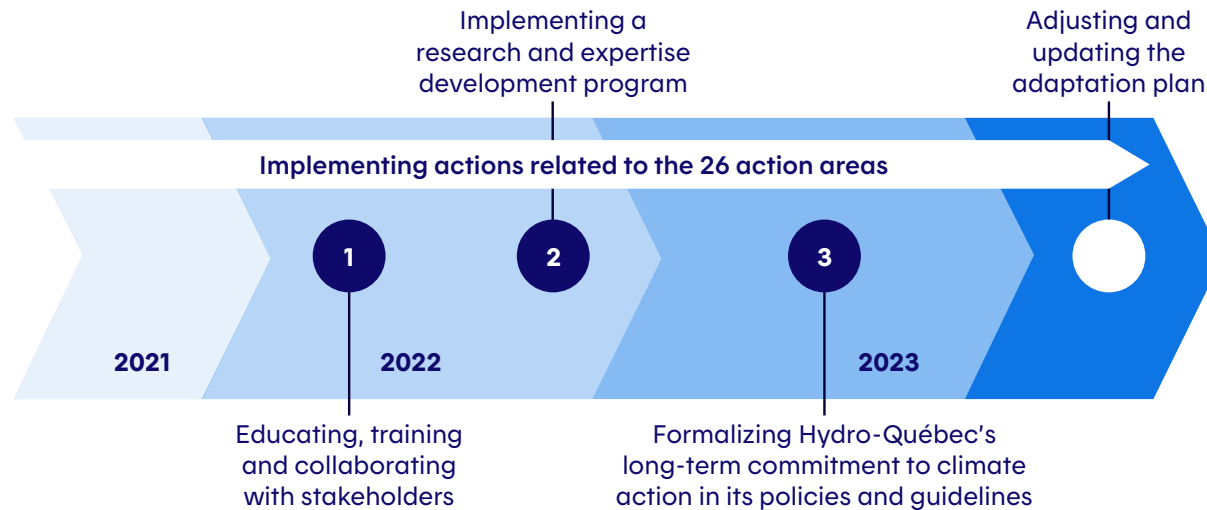 Implementing a
research and expertise
development program
Adjusting and
updating the
adaptation plan
Implementing actions related to the 26 action areas
1
2
3
2021
2022
2023
Educating, training
and collaborating
with stakeholders
Formalizing Hydro-Québec's
long-term commitment to climate
action in its policies and guidelines